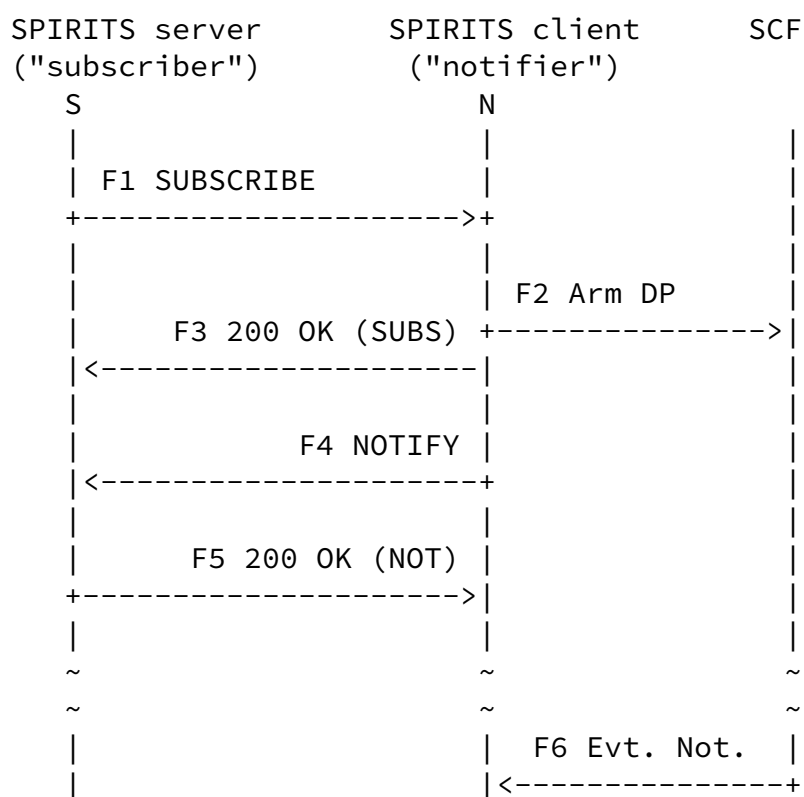 SPIRITS server SPIRITS client SCF
("subscriber") ("notifier")
S N
F1 SUBSCRIBE
F2 Arm DP
F3 200 OK (SUBS)
F4 NOTIFY
F5 200 OK (NOT)
~ ~ ~
~ ~ ~
F6 Evt. Not.